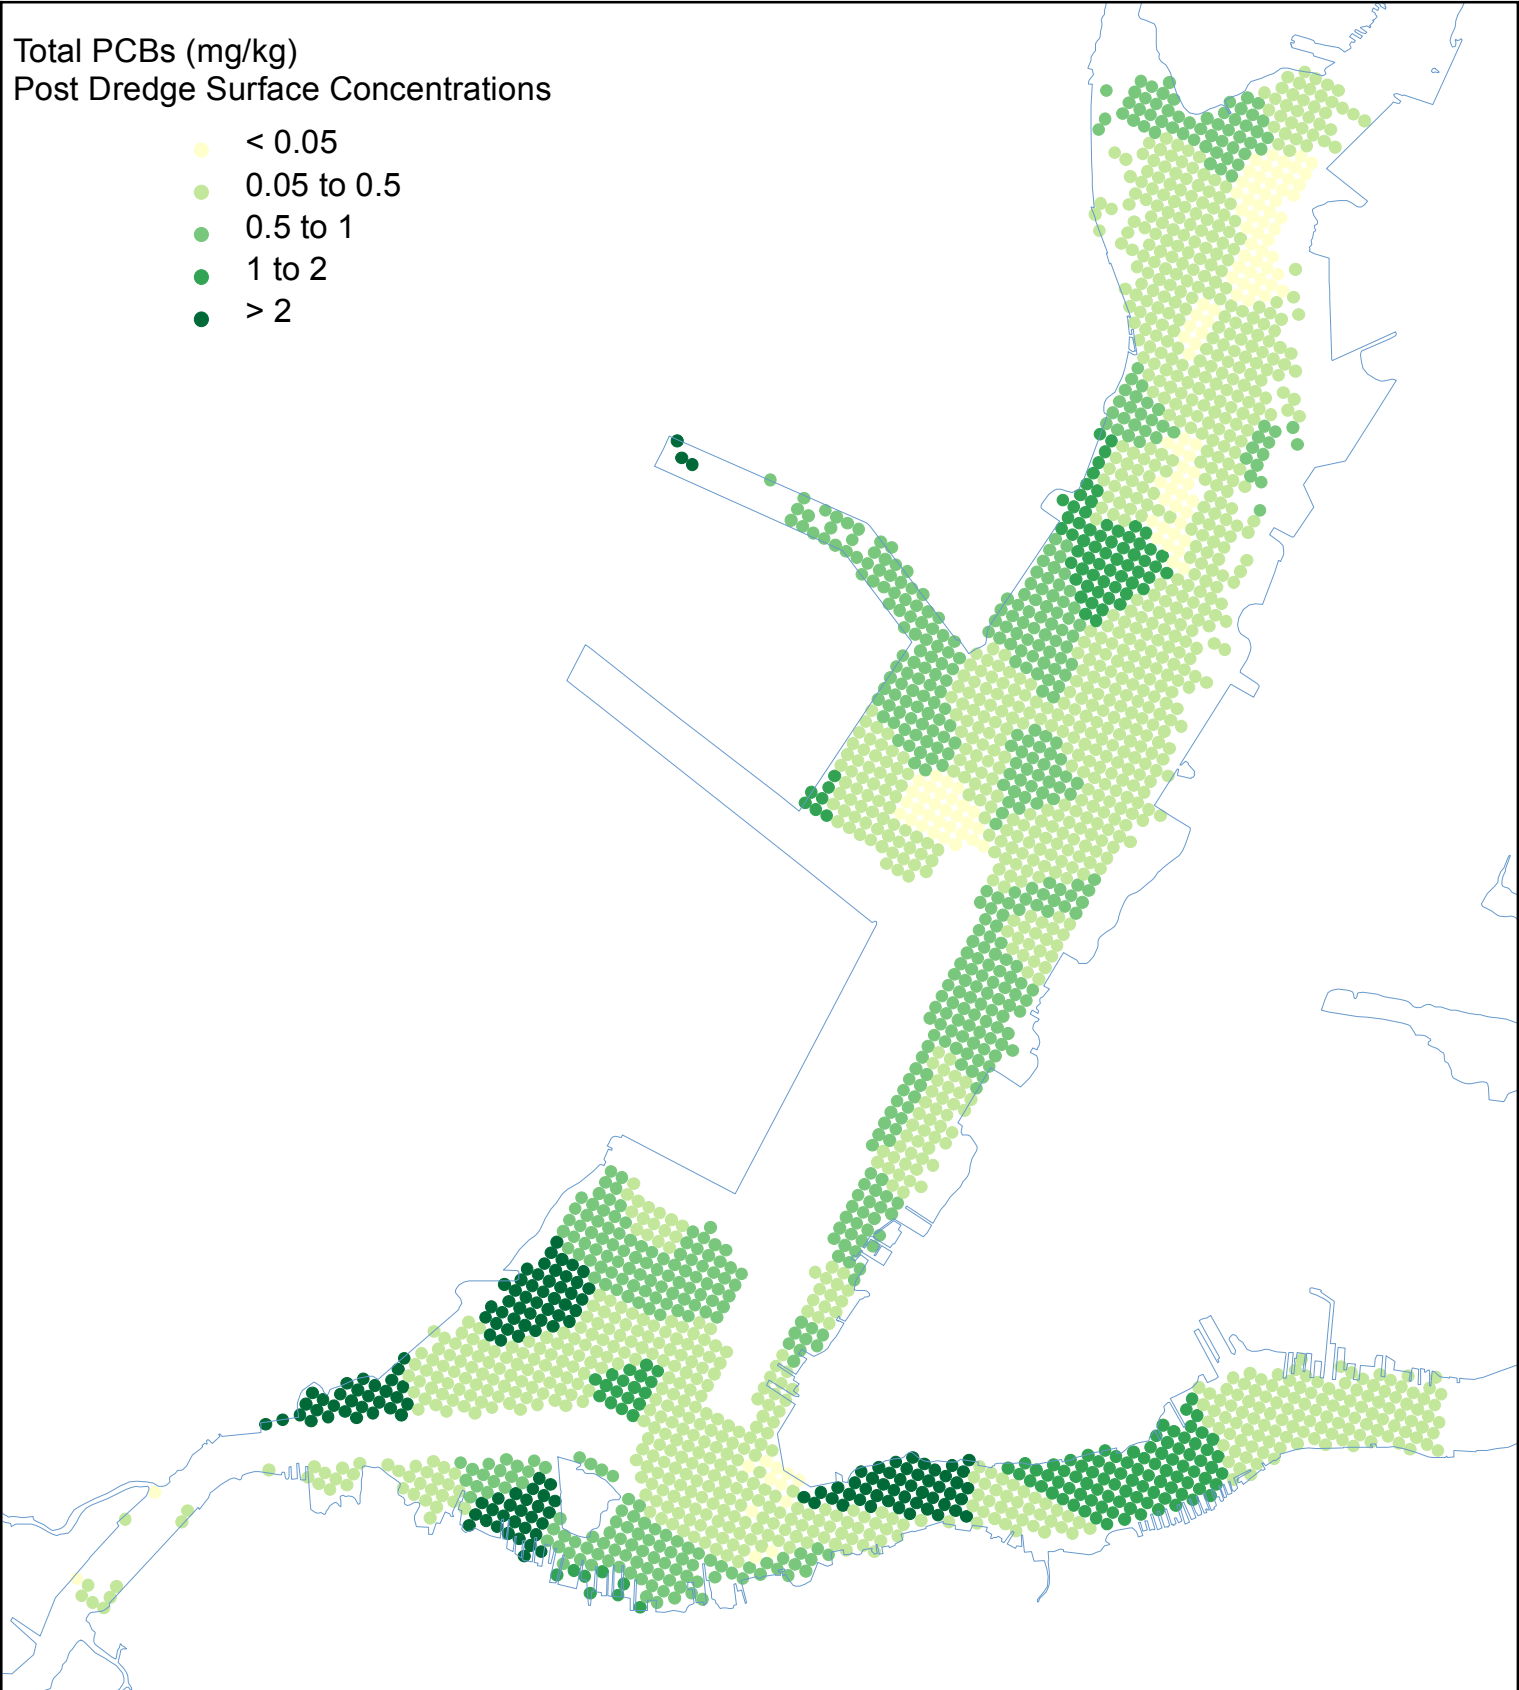 Total PCBs (mg/kg)
Post Dredge Surface Concentrations
< 0.05
0.05 to 0.5
0.5 to 1
1 to 2
> 2